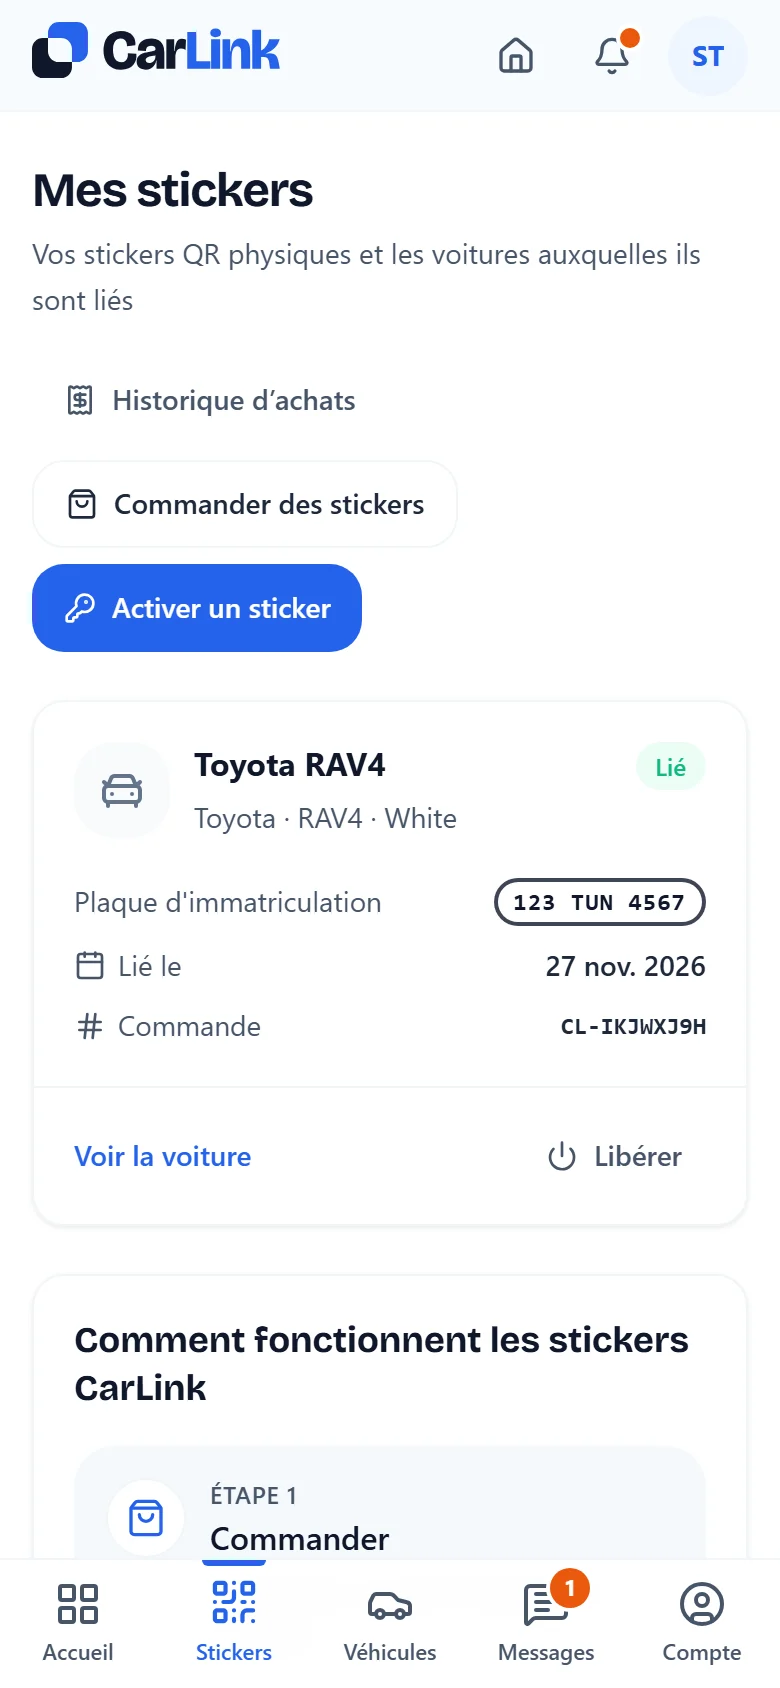 CarLink
ST
Mes stickers
Vos stickers QR physiques et les voitures auxquelles ils
sont liés
Historique d’achats
Commander des stickers
Activer un sticker
Toyota RAV4
Lié
Toyota · RAV4 · White
Plaque d'immatriculation
123 TUN 4567
Lié le
27 nov. 2026
Commande
CL-IKJWXJ9H
Voir la voiture
Libérer
Comment fonctionnent les stickers
CarLink
ÉTAPE 1
Commander
1
Accueil
Stickers
Véhicules
Messages
Compte